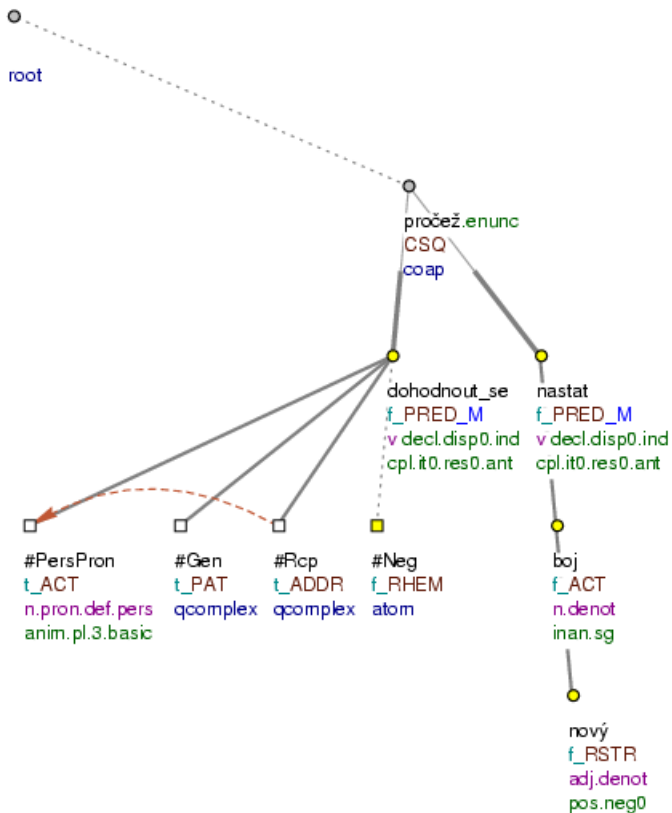 root
pročež.enunc
CSQ
coap
dohodnout_se
f_PRED_M
v decl.disp0.ind
cpl.it0.res0.ant
nastat
f_PRED_M
v decl.disp0.ind
cpl.it0.res0.ant
#PersPron
t_ACT
n.pron.def.pers
anim.pl.3.basic
#Gen
t_PAT
qcomplex
#Rcp
t_ADDR
qcomplex
#Neg
f_RHEM
atom
boj
f_ACT
n.denot
inan.sg
nový
f_RSTR
adj.denot
pos.neg0